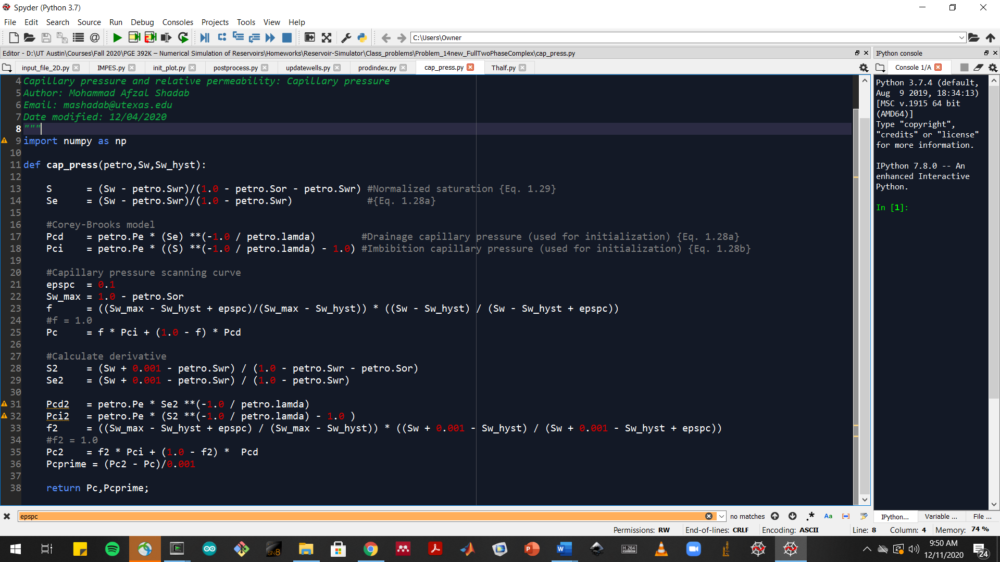 Spyder (Python 3.7)
File Edit Search Source Run Debug Consoles Projects Tools View Help
C:\Users\Owner
Editor - D:\UT Austin\Courses\Fall 2020\PGE 392K – Numerical Simulation of Reservoirs\Homeworks\Reservoir-Simulator\Class_problems\Problem_14new_FullTwoPhaseComplex\cap_press.py
input_file_2D.py IMPES.py init_plot.py postprocess.py updatewells.py prodindex.py cap_press.py Thalf.py
4 Capillary pressure and relative permeability: Capillary pressure
5 Author: Mohammad Afzal Shadab
6 Email: mashadab@utexas.edu
7 Date modified: 12/04/2020
8 """
9 import numpy as np
10
11 def cap_press(petro,Sw,Sw_hyst):
12
13     S      = (Sw - petro.Swr)/(1.0 - petro.Sor - petro.Swr) #Normalized saturation {Eq. 1.29}
14     Se     = (Sw - petro.Swr)/(1.0 - petro.Swr)             #{Eq. 1.28a}
15
16     #Corey-Brooks model
17     Pcd    = petro.Pe * (Se) **(-1.0 / petro.lamda)        #Drainage capillary pressure (used for initialization) {Eq. 1.28a}
18     Pci    = petro.Pe * ((S) **(-1.0 / petro.lamda) - 1.0) #Imbibition capillary pressure (used for initialization) {Eq. 1.28b}
19
20     #Capillary pressure scanning curve
21     epspc  = 0.1
22     Sw_max = 1.0 - petro.Sor
23     f      = ((Sw_max - Sw_hyst + epspc)/(Sw_max - Sw_hyst)) * ((Sw - Sw_hyst) / (Sw - Sw_hyst + epspc))
24     #f = 1.0
25     Pc     = f * Pci + (1.0 - f) * Pcd
26
27     #Calculate derivative
28     S2     = (Sw + 0.001 - petro.Swr) / (1.0 - petro.Swr - petro.Sor)
29     Se2    = (Sw + 0.001 - petro.Swr) / (1.0 - petro.Swr)
30
31     Pcd2   = petro.Pe * Se2 **(-1.0 / petro.lamda)
32     Pci2   = petro.Pe * (S2 **(-1.0 / petro.lamda) - 1.0 )
33     f2     = ((Sw_max - Sw_hyst + epspc) / (Sw_max - Sw_hyst)) * ((Sw + 0.001 - Sw_hyst) / (Sw + 0.001 - Sw_hyst + epspc))
34     #f2 = 1.0
35     Pc2    = f2 * Pci + (1.0 - f2) *  Pcd
36     Pcprime = (Pc2 - Pc)/0.001
37
38     return Pc,Pcprime;
epspc
no matches
.* Aa
Permissions: RW End-of-lines: CRLF Encoding: ASCII Line: 8 Column: 4 Memory: 74 %
IPython console
Console 1/A
Python 3.7.4 (default,
Aug  9 2019, 18:34:13)
[MSC v.1915 64 bit
(AMD64)]
Type "copyright",
"credits" or "license"
for more information.
IPython 7.8.0 -- An
enhanced Interactive
Python.
In [1]:
IPython... Variable ... File ...
SN8
H.264
9:50 AM
12/11/2020
24